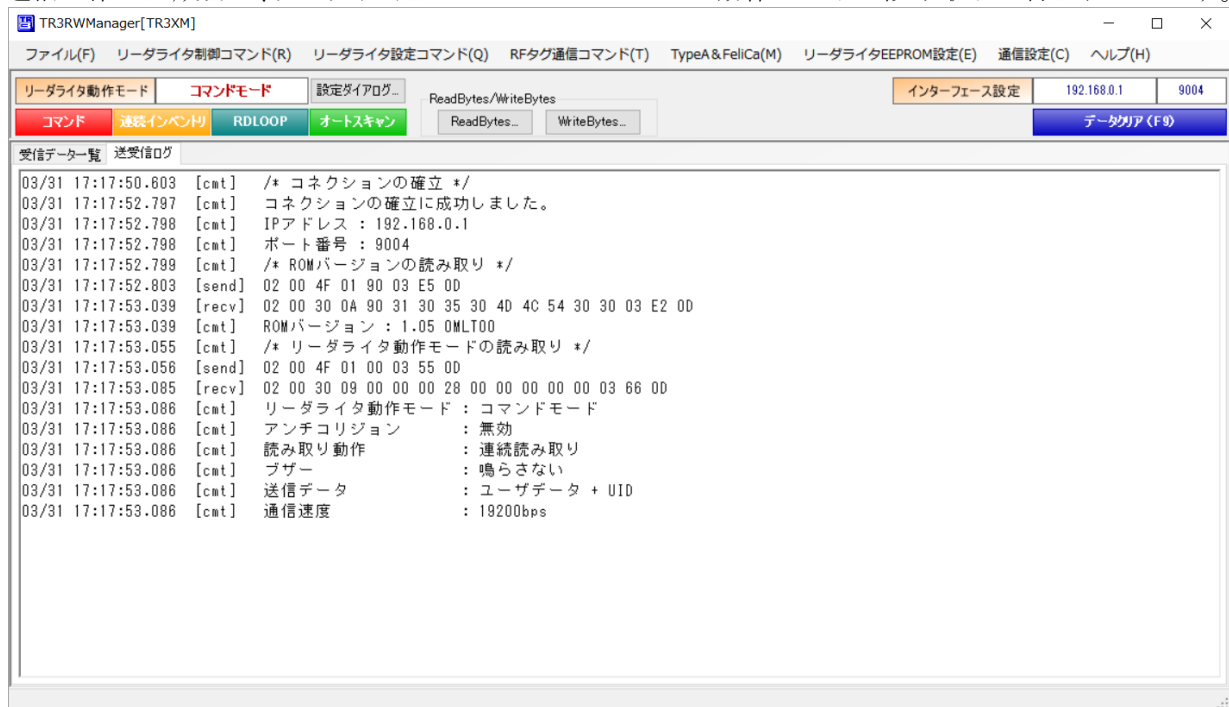 TR3RWManager[TR3XM]
ファイル(F) リーダライタ制御コマンド(R) リーダライタ設定コマンド(Q) RFタグ通信コマンド(T) TypeA&FeliCa(M) リーダライタEEPROM設定(E) 通信設定(C) ヘルプ(H)
リーダライタ動作モード コマンドモード 設定ダイアログ... ReadBytes/WriteBytes インターフェース設定 192.168.0.1 9004
コマンド 連続インベントリ RDLOOP オートスキャン ReadBytes... WriteBytes... データクリア(F9)
受信データ一覧 送受信ログ
03/31 17:17:50.603 [cmt] /* コネクションの確立 */
03/31 17:17:52.797 [cmt] コネクションの確立に成功しました。
03/31 17:17:52.798 [cmt] IPアドレス : 192.168.0.1
03/31 17:17:52.798 [cmt] ポート番号 : 9004
03/31 17:17:52.799 [cmt] /* ROMバージョンの読み取り */
03/31 17:17:52.803 [send] 02 00 4F 01 90 03 E5 0D
03/31 17:17:53.039 [recv] 02 00 30 0A 90 31 30 35 30 4D 4C 54 30 30 03 E2 0D
03/31 17:17:53.039 [cmt] ROMバージョン : 1.05 0MLT00
03/31 17:17:53.055 [cmt] /* リーダライタ動作モードの読み取り */
03/31 17:17:53.056 [send] 02 00 4F 01 00 03 55 0D
03/31 17:17:53.085 [recv] 02 00 30 09 00 00 00 28 00 00 00 00 00 03 66 0D
03/31 17:17:53.086 [cmt] リーダライタ動作モード : コマンドモード
03/31 17:17:53.086 [cmt] アンチコリジョン : 無効
03/31 17:17:53.086 [cmt] 読み取り動作 : 連続読み取り
03/31 17:17:53.086 [cmt] ブザー : 鳴らさない
03/31 17:17:53.086 [cmt] 送信データ : ユーザデータ + UID
03/31 17:17:53.086 [cmt] 通信速度 : 19200bps